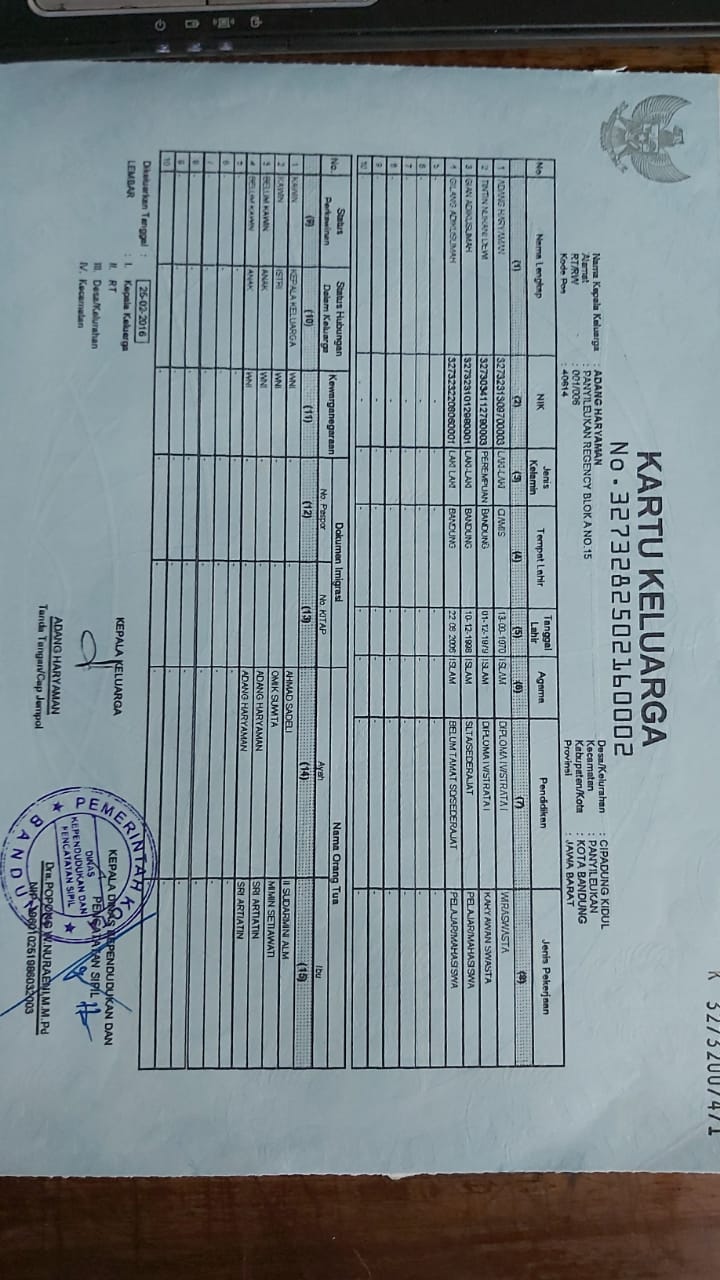 K 32732007471
KARTU KELUARGA
No.3273282502160002
Nama Kepala Keluarga : ADANG HARYAMAN
Alamat : PANYILEUKAN REGENCY BLOK A NO.15
RT/RW : 001/006
Kode Pos : 40614
Desa/Kelurahan : CIPADUNG KIDUL
Kecamatan : PANYILEUKAN
Kabupaten/Kota : KOTA BANDUNG
Provinsi : JAWA BARAT
No Nama Lengkap NIK Jenis Kelamin Tempat Lahir Tanggal Lahir Agama Pendidikan Jenis Pekerjaan
(1) (2) (3) (4) (5) (6) (7) (8)
1 ADANG HARYAMAN 3273231309700003 LAKI-LAKI CIAMIS 13-09-1970 ISLAM DIPLOMA IV/STRATA I WIRASWASTA
2 TINTIN NURANI DEWI 3273034112790003 PEREMPUAN BANDUNG 01-12-1979 ISLAM DIPLOMA IV/STRATA I KARYAWAN SWASTA
3 GIAN ADIKUSUMAH 3273231012980001 LAKI-LAKI BANDUNG 10-12-1998 ISLAM SLTA/SEDERAJAT PELAJAR/MAHASISWA
4 GILANG ADIKUSUMAH 3273232208060001 LAKI-LAKI BANDUNG 22-08-2006 ISLAM BELUM TAMAT SD/SEDERAJAT PELAJAR/MAHASISWA
5 - - - - - - - -
6 - - - - - - - -
7 - - - - - - - -
8 - - - - - - - -
9 - - - - - - - -
10 - - - - - - - -
No. Status Perkawinan Status Hubungan Dalam Keluarga Kewarganegaraan Dokumen Imigrasi Nama Orang Tua
No. Paspor No. KITAP Ayah Ibu
(9) (10) (11) (12) (13) (14) (15)
1 KAWIN KEPALA KELUARGA WNI - - AHMAD SADELI II SUDARMINI ALM
2 KAWIN ISTRI WNI - - OMIK SUWITA MIMIN SETIAWATI
3 BELUM KAWIN ANAK WNI - - ADANG HARYAMAN SRI ARTIATIN
4 BELUM KAWIN ANAK WNI - - ADANG HARYAMAN SRI ARTIATIN
5 - - - - - - -
6 - - - - - - -
7 - - - - - - -
8 - - - - - - -
9 - - - - - - -
10 - - - - - - -
Dikeluarkan Tanggal : 25-02-2016
LEMBAR : I. Kepala Keluarga
II. RT
III. Desa/Kelurahan
IV. Kecamatan
KEPALA KELUARGA
ADANG HARYAMAN
Tanda Tangan/Cap Jempol
KEPALA DINAS KEPENDUDUKAN DAN
PENCATATAN SIPIL
Dra.POPONG W.NURAENI,M.M.Pd
NIP. 196010251986032003
PEMERINTAH KOTA
DINAS
KEPENDUDUKAN DAN
PENCATATAN SIPIL
BANDUNG